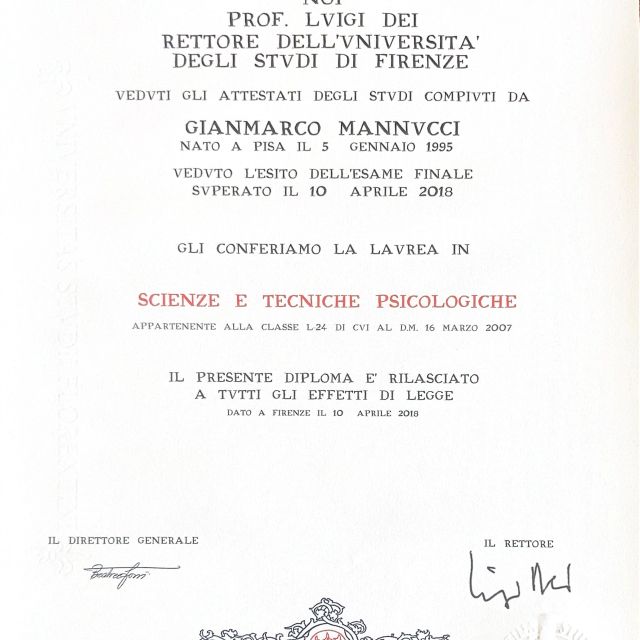 NOI
PROF. LVIGI DEI
RETTORE DELL'VNIVERSITA'
DEGLI STVDI DI FIRENZE
VEDVTI GLI ATTESTATI DEGLI STVDI COMPIVTI DA
GIANMARCO MANNVCCI
NATO A PISA IL 5 GENNAIO 1995
VEDVTO L'ESITO DELL'ESAME FINALE
SVPERATO IL 10 APRILE 2018
GLI CONFERIAMO LA LAVREA IN
SCIENZE E TECNICHE PSICOLOGICHE
APPARTENENTE ALLA CLASSE L-24 DI CVI AL D.M. 16 MARZO 2007
IL PRESENTE DIPLOMA E' RILASCIATO
A TVTTI GLI EFFETTI DI LEGGE
DATO A FIRENZE IL 10 APRILE 2018
IL DIRETTORE GENERALE
IL RETTORE